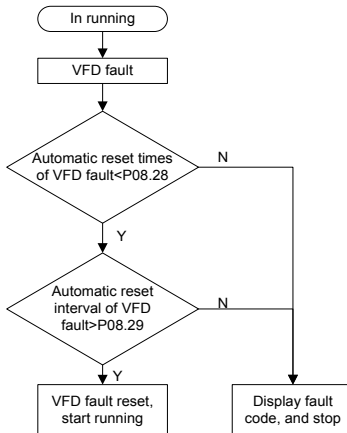 In running
VFD fault
Automatic reset times
of VFD fault<P08.28
N
Y
Automatic reset
interval of VFD
fault>P08.29
N
Y
VFD fault reset,
start running
Display fault
code, and stop